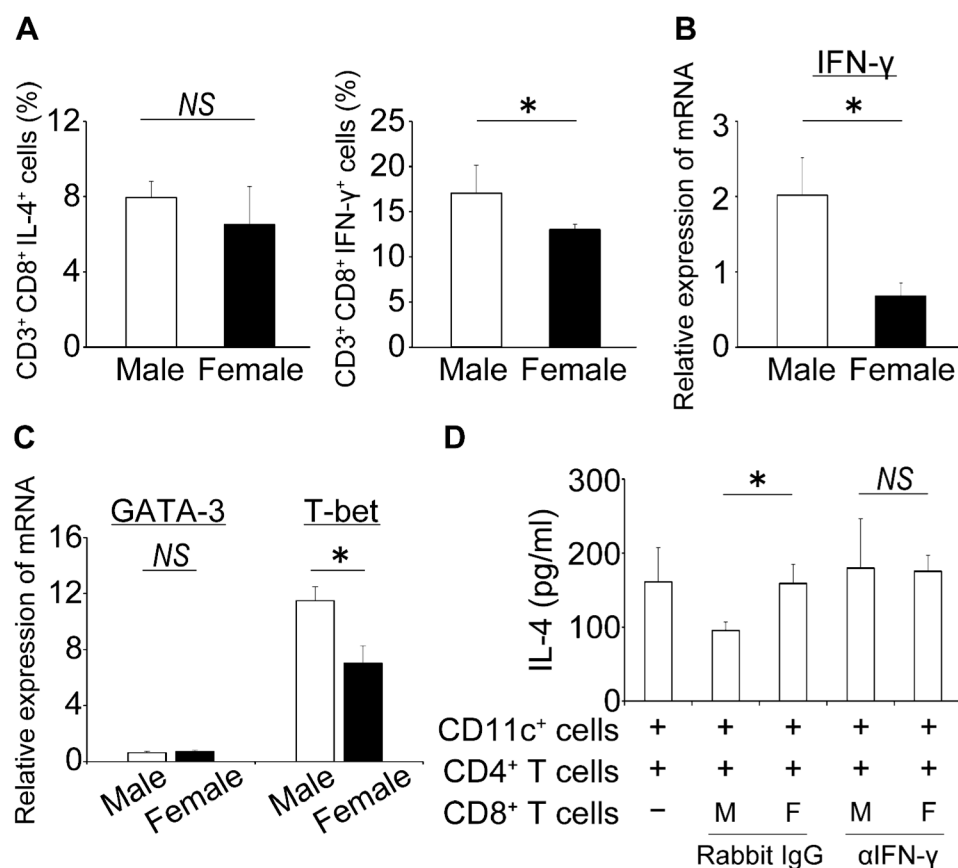 A
CD3⁺ CD8⁺ IL-4⁺ cells (%)
12
8
4
0
NS
Male Female
CD3⁺ CD8⁺ IFN-γ⁺ cells (%)
25
20
15
10
5
0
*
Male Female
B
IFN-γ
*
Relative expression of mRNA
3
2
1
0
Male Female
C
GATA-3 T-bet
NS *
Relative expression of mRNA
16
12
8
4
0
Male Female Male Female
D
IL-4 (pg/ml)
300
200
100
0
* NS
CD11c⁺ cells + + + + +
CD4⁺ T cells + + + + +
CD8⁺ T cells − M F M F
Rabbit IgG αIFN-γ